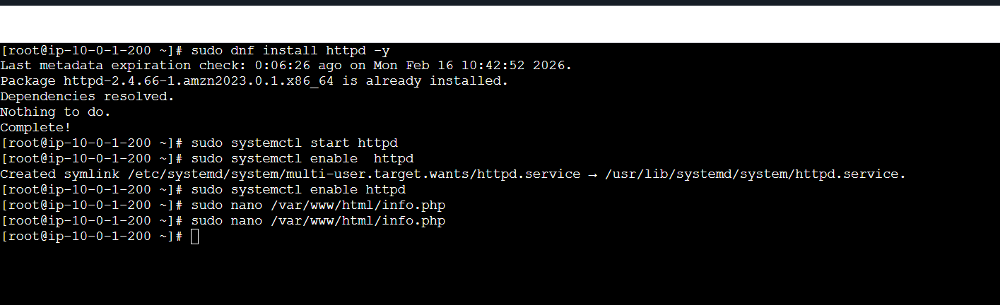 [root@ip-10-0-1-200 ~]# sudo dnf install httpd -y
Last metadata expiration check: 0:06:26 ago on Mon Feb 16 10:42:52 2026.
Package httpd-2.4.66-1.amzn2023.0.1.x86_64 is already installed.
Dependencies resolved.
Nothing to do.
Complete!
[root@ip-10-0-1-200 ~]# sudo systemctl start httpd
[root@ip-10-0-1-200 ~]# sudo systemctl enable  httpd
Created symlink /etc/systemd/system/multi-user.target.wants/httpd.service → /usr/lib/systemd/system/httpd.service.
[root@ip-10-0-1-200 ~]# sudo systemctl enable httpd
[root@ip-10-0-1-200 ~]# sudo nano /var/www/html/info.php
[root@ip-10-0-1-200 ~]# sudo nano /var/www/html/info.php
[root@ip-10-0-1-200 ~]#